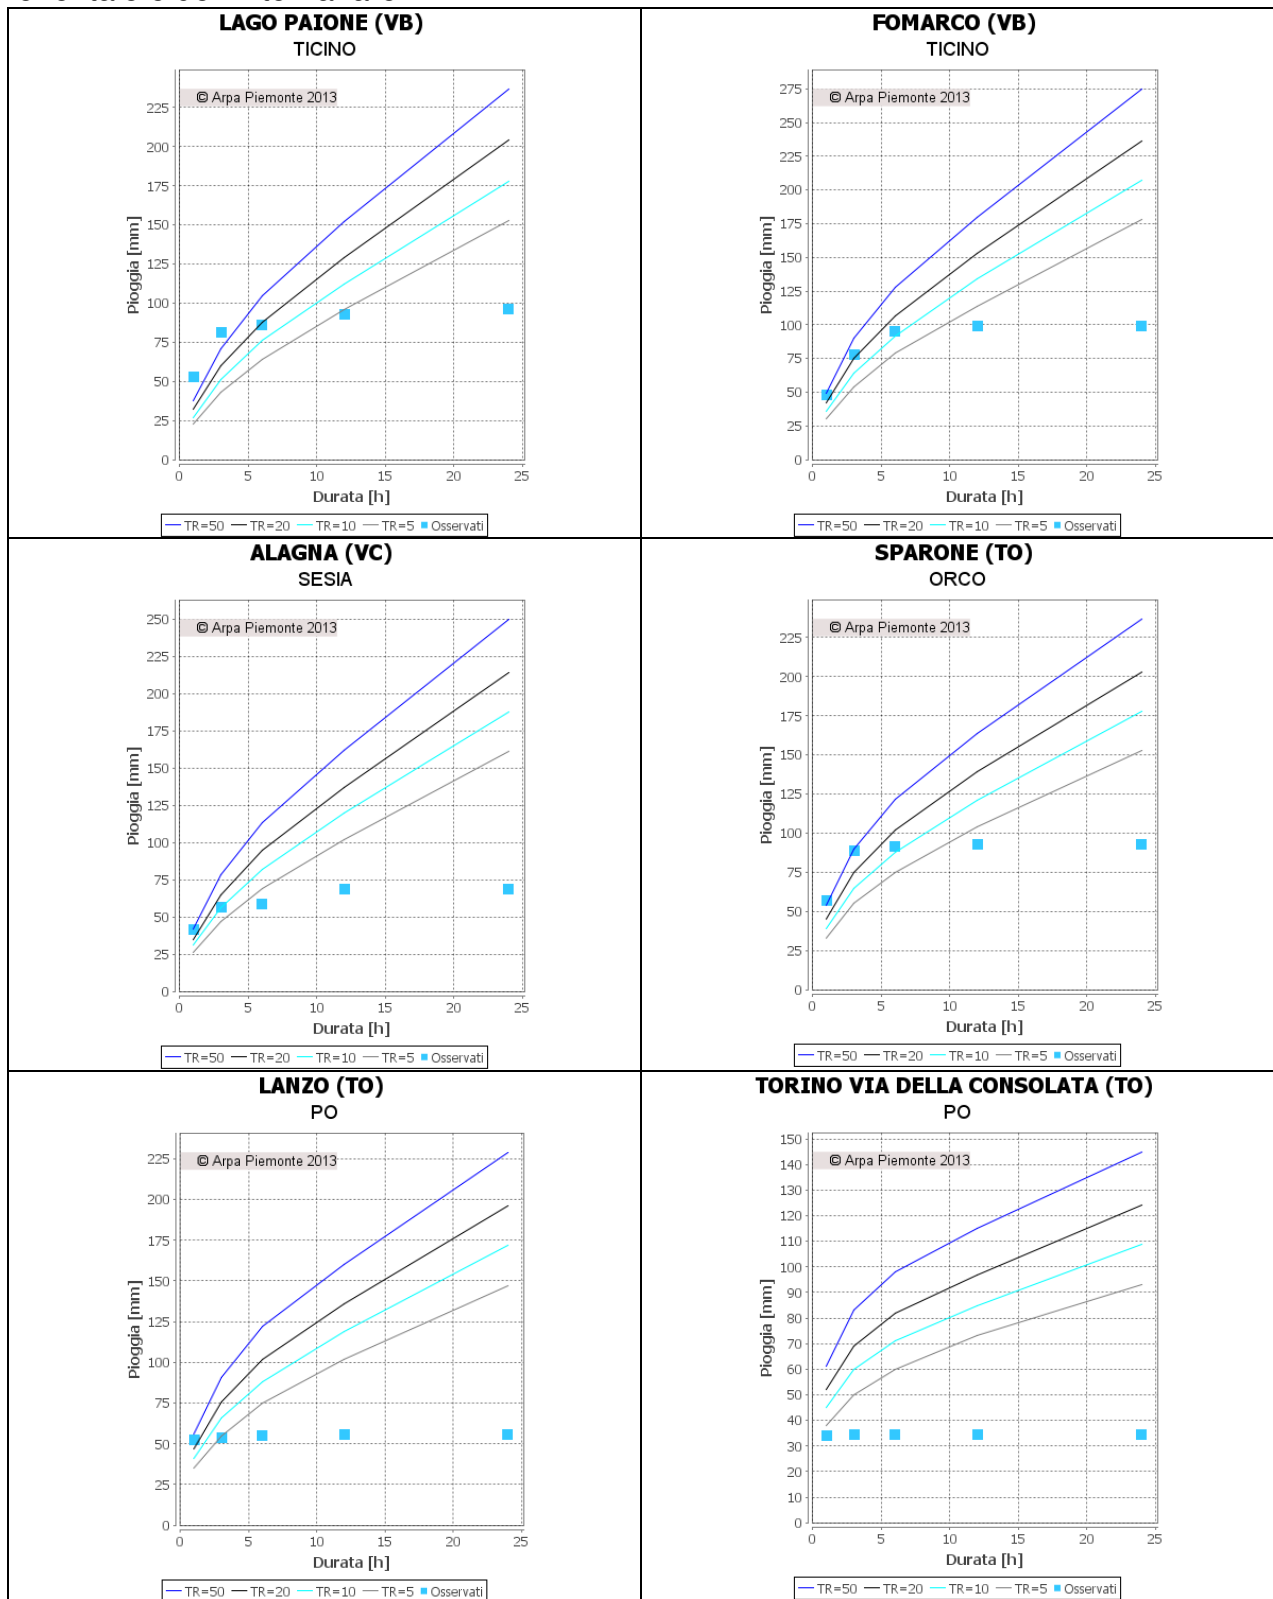 LAGO PAIONE (VB)
TICINO
© Arpa Piemonte 2013
225
200
175
150
125
100
75
50
25
0
Pioggia [mm]
0 5 10 15 20 25
Durata [h]
TR=50 TR=20 TR=10 TR=5 Osservati
FOMARCO (VB)
TICINO
© Arpa Piemonte 2013
275
250
225
200
175
150
125
100
75
50
25
0
Pioggia [mm]
0 5 10 15 20 25
Durata [h]
TR=50 TR=20 TR=10 TR=5 Osservati
ALAGNA (VC)
SESIA
© Arpa Piemonte 2013
250
225
200
175
150
125
100
75
50
25
0
Pioggia [mm]
0 5 10 15 20 25
Durata [h]
TR=50 TR=20 TR=10 TR=5 Osservati
SPARONE (TO)
ORCO
© Arpa Piemonte 2013
225
200
175
150
125
100
75
50
25
0
Pioggia [mm]
0 5 10 15 20 25
Durata [h]
TR=50 TR=20 TR=10 TR=5 Osservati
LANZO (TO)
PO
© Arpa Piemonte 2013
225
200
175
150
125
100
75
50
25
0
Pioggia [mm]
0 5 10 15 20 25
Durata [h]
TR=50 TR=20 TR=10 TR=5 Osservati
TORINO VIA DELLA CONSOLATA (TO)
PO
© Arpa Piemonte 2013
150
140
130
120
110
100
90
80
70
60
50
40
30
20
10
0
Pioggia [mm]
0 5 10 15 20 25
Durata [h]
TR=50 TR=20 TR=10 TR=5 Osservati